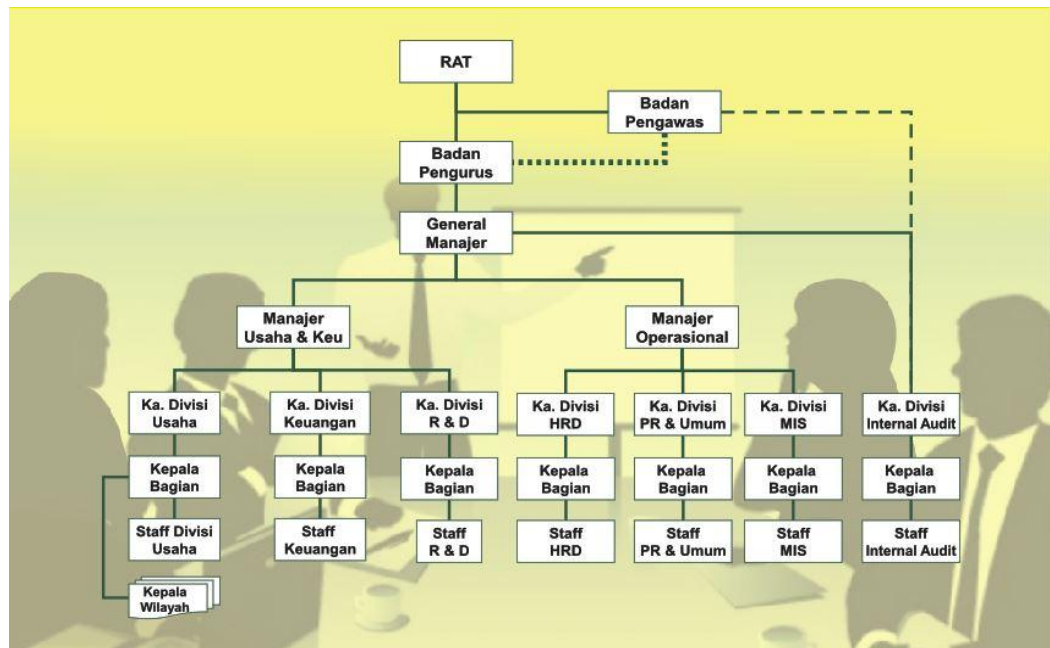 RAT
Badan
Pengawas
Badan
Pengurus
General
Manajer
Manajer
Usaha & Keu
Manajer
Operasional
Ka. Divisi
Usaha
Ka. Divisi
Keuangan
Ka. Divisi
R & D
Ka. Divisi
HRD
Ka. Divisi
PR & Umum
Ka. Divisi
MIS
Ka. Divisi
Internal Audit
Kepala
Bagian
Kepala
Bagian
Kepala
Bagian
Kepala
Bagian
Kepala
Bagian
Kepala
Bagian
Kepala
Bagian
Staff Divisi
Usaha
Staff
Keuangan
Staff
R & D
Staff
HRD
Staff
PR & Umum
Staff
MIS
Staff
Internal Audit
Kepala
Wilayah